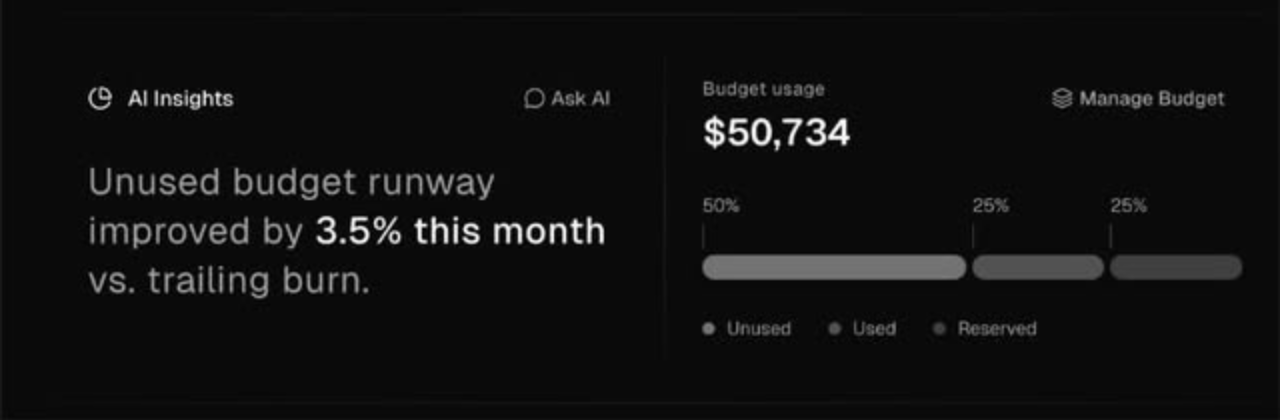 AI Insights
Ask AI
Unused budget runway
improved by 3.5% this month
vs. trailing burn.
Budget usage
$50,734
Manage Budget
50%
25%
25%
Unused
Used
Reserved